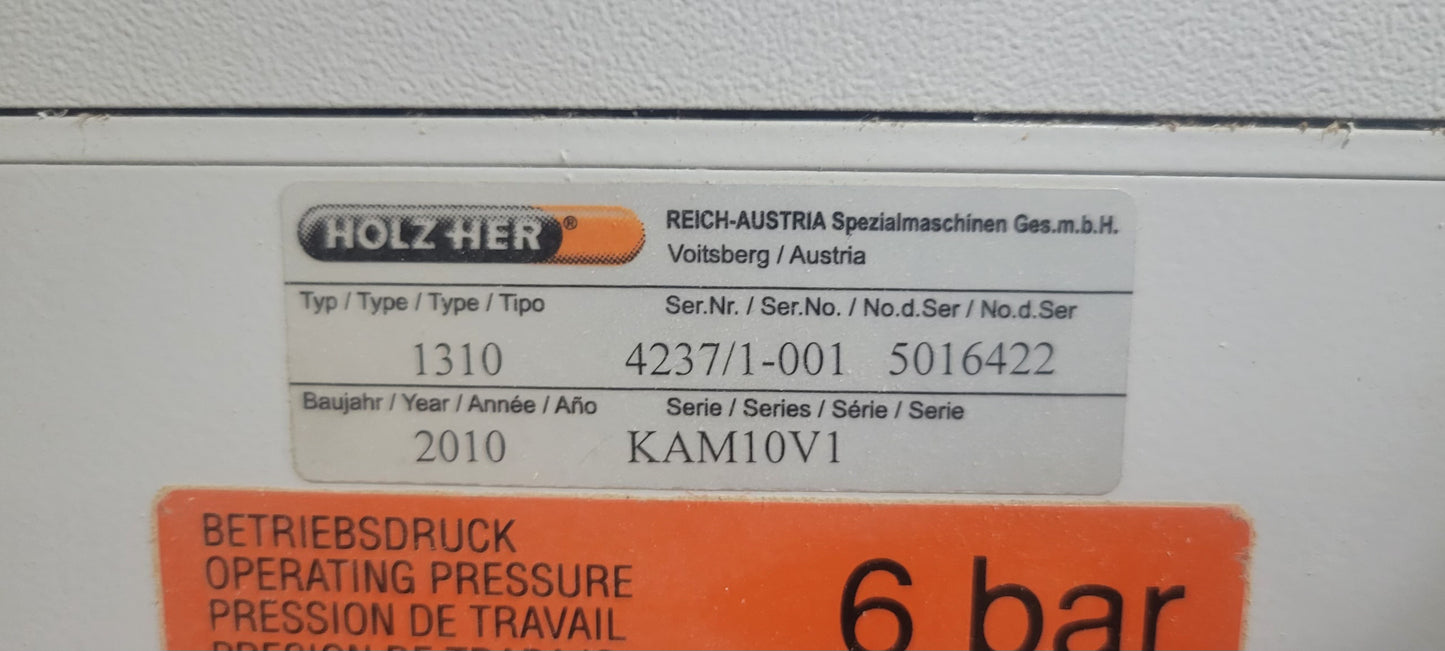 HOLZ-HER®
REICH-AUSTRIA Spezialmaschinen Ges.m.b.H.
Voitsberg / Austria
Typ / Type / Type / Tipo
Ser.Nr. / Ser.No. / No.d.Ser / No.d.Ser
1310
4237/1-001 5016422
Baujahr / Year / Année / Año
Serie / Series / Série / Serie
2010
KAM10V1
BETRIEBSDRUCK
OPERATING PRESSURE
PRESSION DE TRAVAIL
6 bar